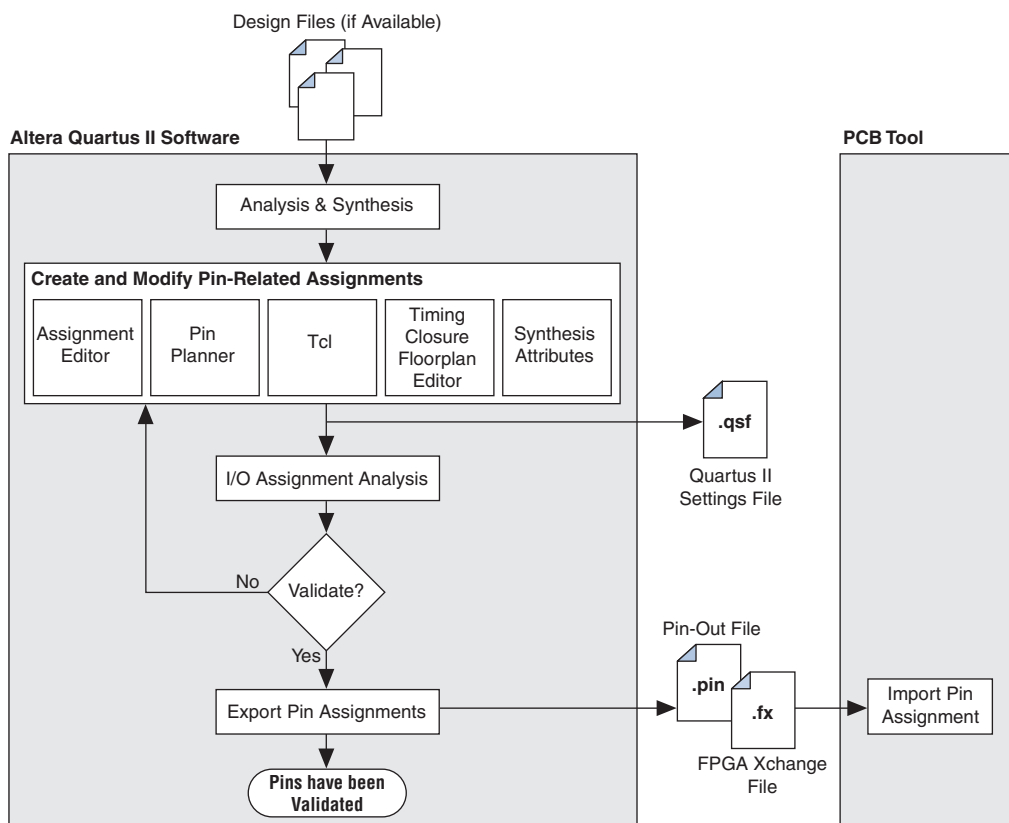 Design Files (if Available)
Altera Quartus II Software
PCB Tool
Analysis & Synthesis
Create and Modify Pin-Related Assignments
Assignment
Editor
Pin
Planner
Tcl
Timing
Closure
Floorplan
Editor
Synthesis
Attributes
.qsf
Quartus II
Settings File
I/O Assignment Analysis
No
Validate?
Yes
Pin-Out File
.pin
.fx
FPGA Xchange
File
Import Pin
Assignment
Export Pin Assignments
Pins have been
Validated